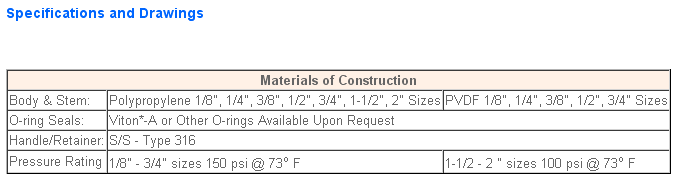 Specifications and Drawings
Materials of Construction
Body & Stem: Polypropylene 1/8", 1/4", 3/8", 1/2", 3/4", 1-1/2", 2" Sizes PVDF 1/8", 1/4", 3/8", 1/2", 3/4" Sizes
O-ring Seals: Viton*-A or Other O-rings Available Upon Request
Handle/Retainer: S/S - Type 316
Pressure Rating 1/8" - 3/4" sizes 150 psi @ 73° F 1-1/2 - 2 " sizes 100 psi @ 73° F